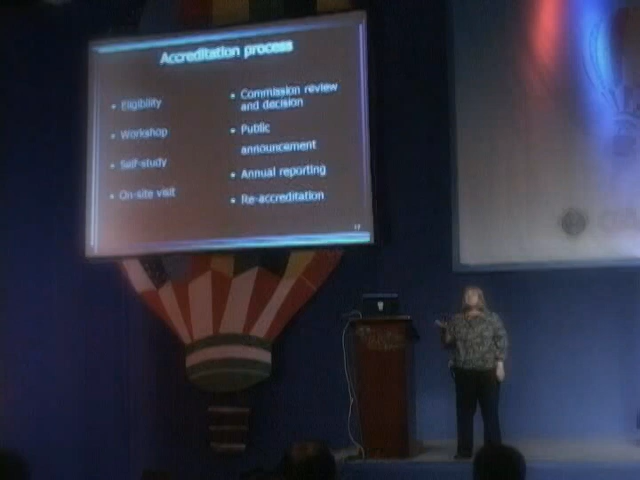 Accreditation process
• Eligibility
• Workshop
• Self-study
• On-site visit
• Commission review
and decision
• Public
announcement
• Annual reporting
• Re-accreditation
17